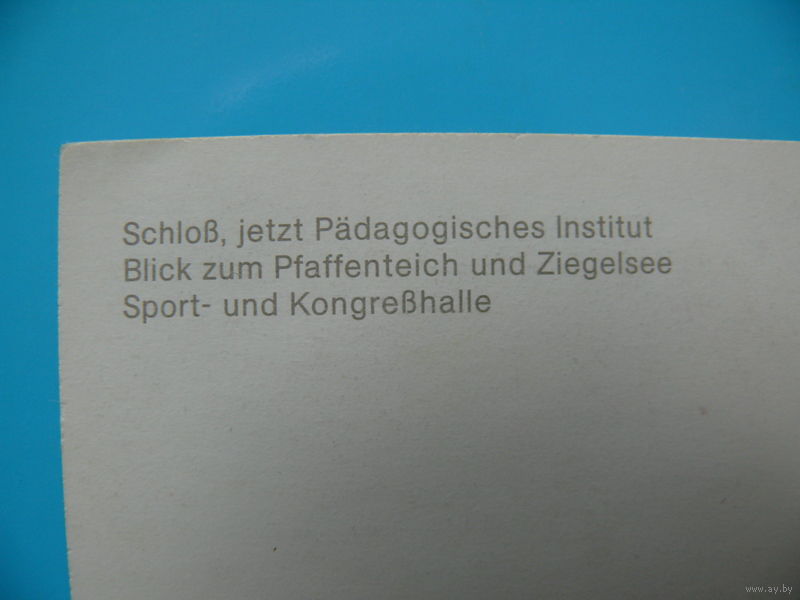 Schloß, jetzt Pädagogisches Institut
Blick zum Pfaffenteich und Ziegelsee
Sport- und Kongreßhalle
www.ay.by